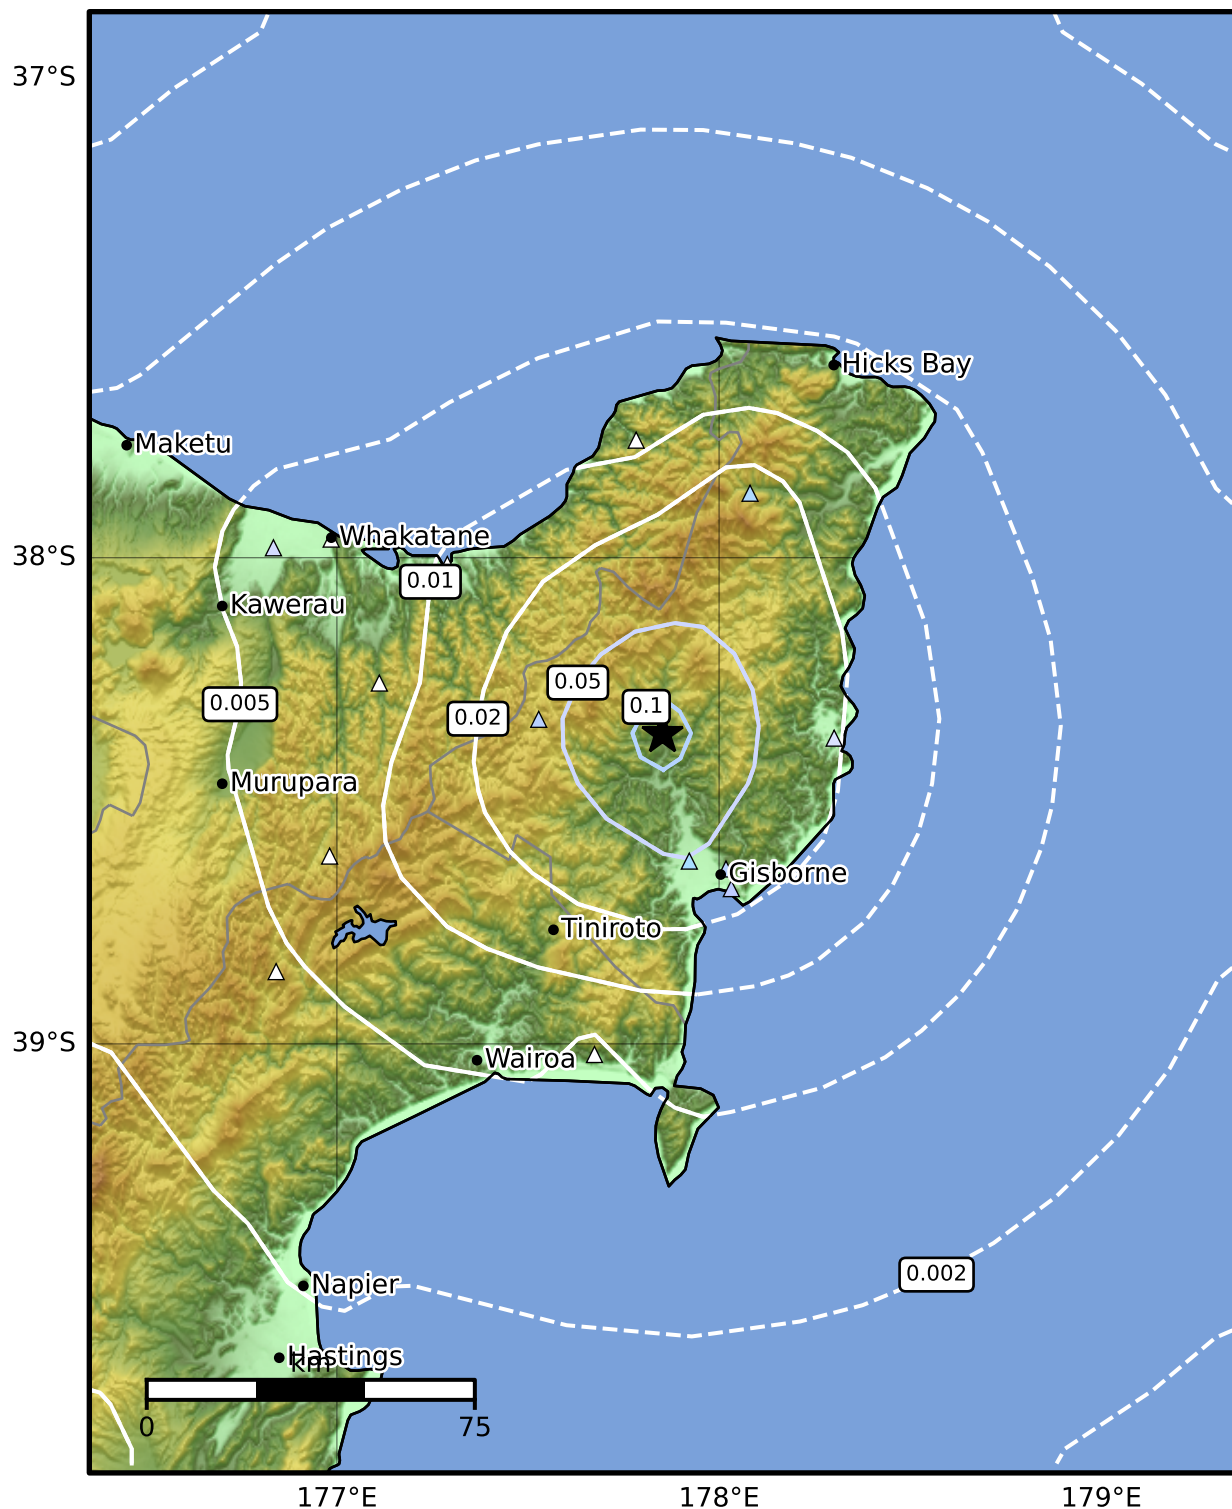 37°S
Hicks Bay
Maketu
Whakatane
38°S
0.01
Kawerau
0.05
0.005
0.1
0.02
Murupara
Gisborne
Tiniroto
39°S
Wairoa
0.002
Napier
Hastings
km
0
75
177°E
178°E
179°E